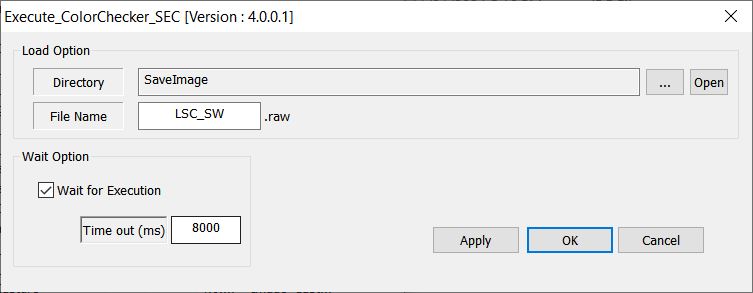 Execute_ColorChecker_SEC [Version : 4.0.0.1]
Load Option
Directory SaveImage ... Open
File Name LSC_SW .raw
Wait Option
Wait for Execution
Time out (ms) 8000
Apply OK Cancel